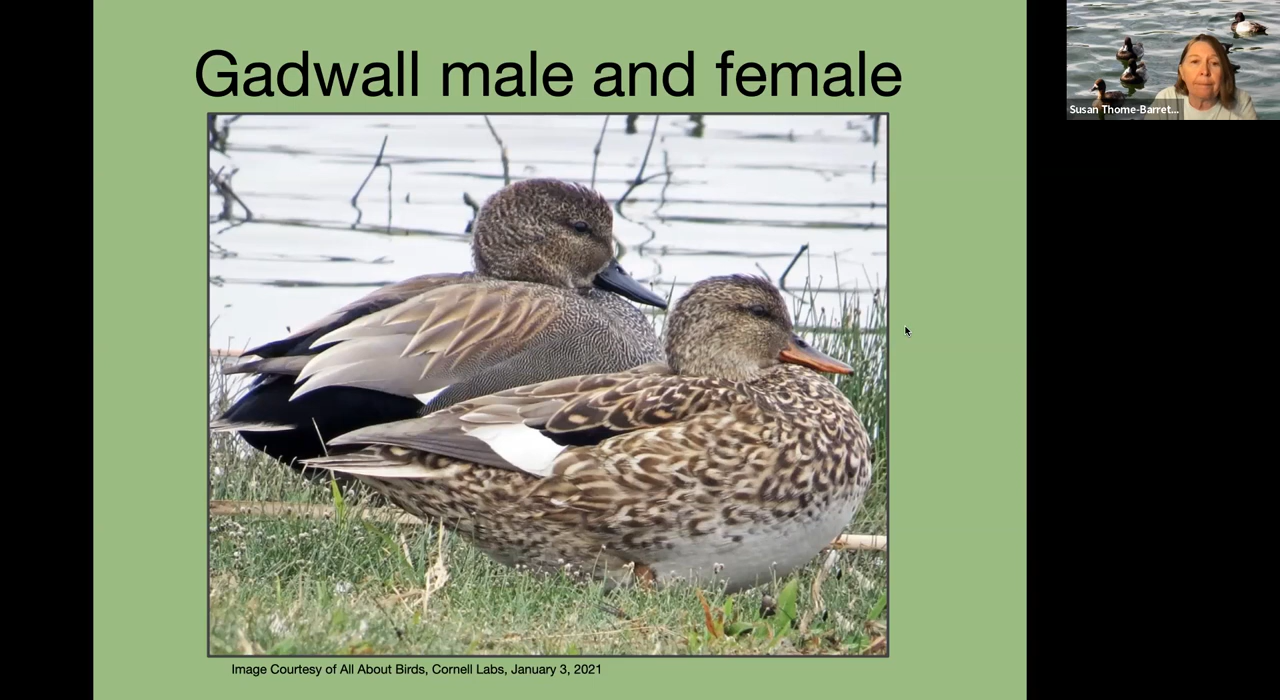 Gadwall male and female
Susan Thome-Barret...
Image Courtesy of All About Birds, Cornell Labs, January 3, 2021